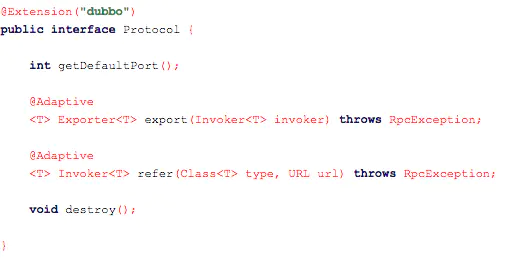 @Extension("dubbo")
public interface Protocol {
int getDefaultPort();
@Adaptive
<T> Exporter<T> export(Invoker<T> invoker) throws RpcException;
@Adaptive
<T> Invoker<T> refer(Class<T> type, URL url) throws RpcException;
void destroy();
}